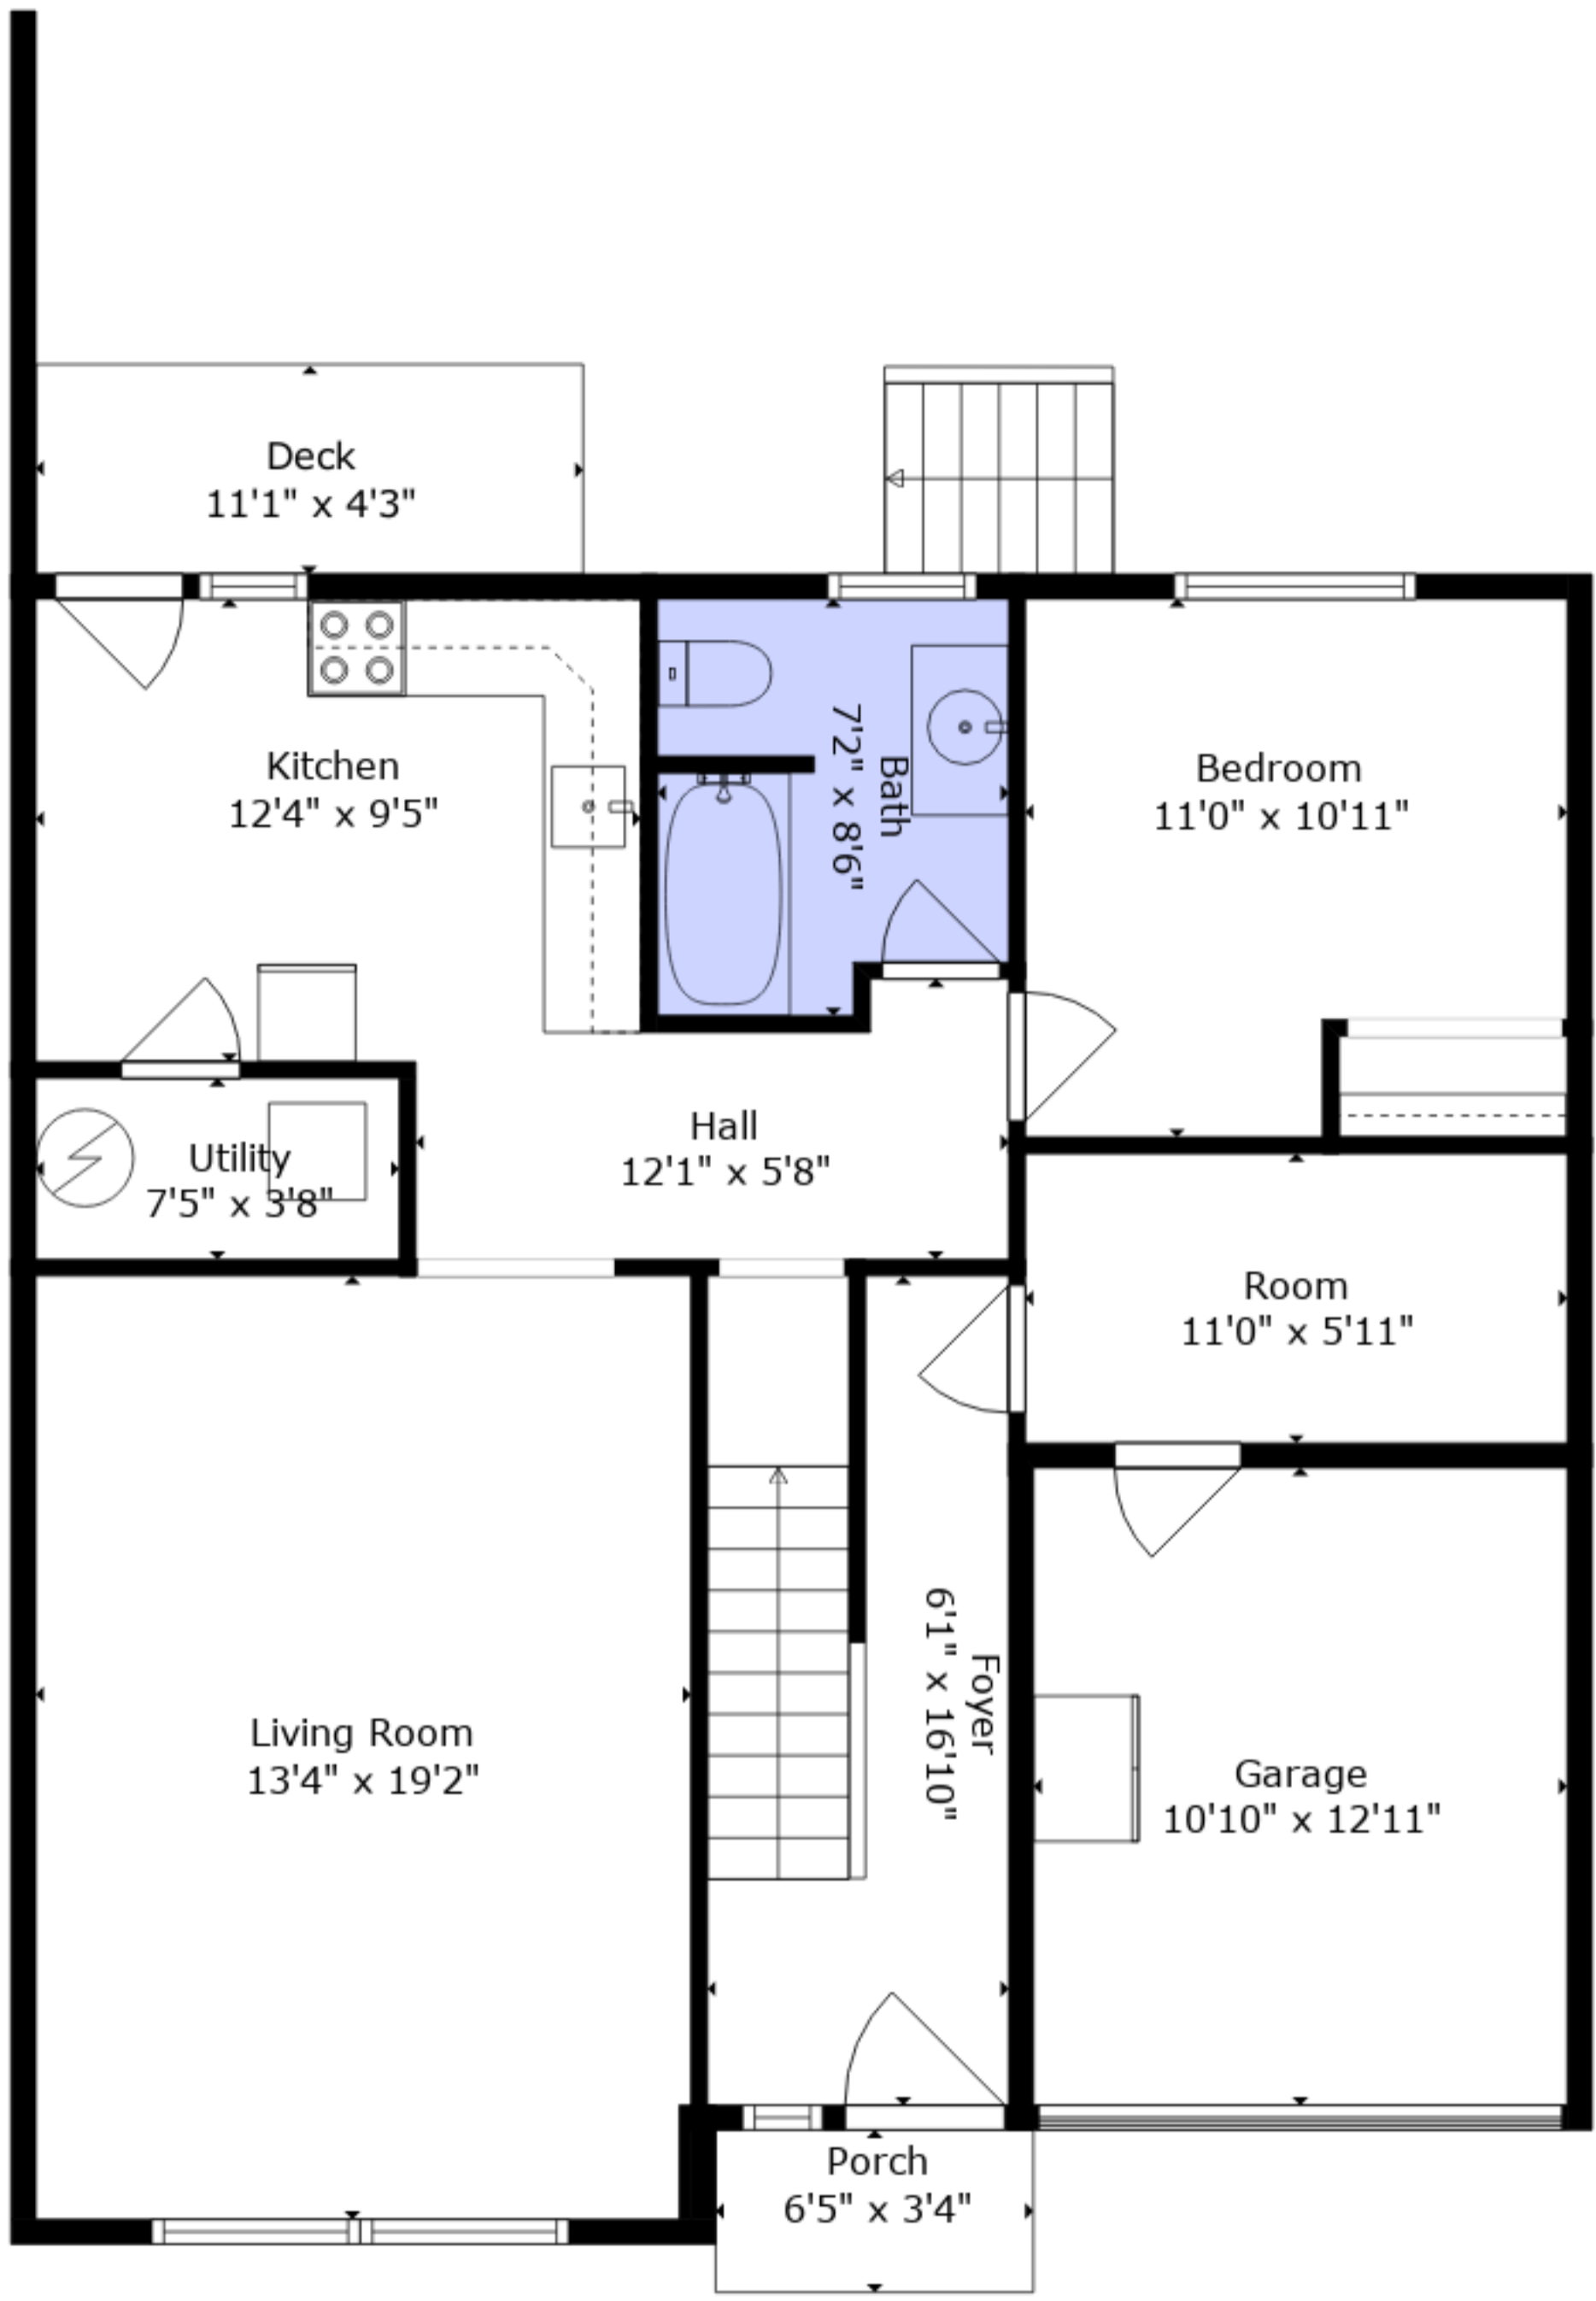 Deck
11'1" x 4'3"
Kitchen
12'4" x 9'5"
Bath
7'2" x 8'6"
Bedroom
11'0" x 10'11"
Hall
12'1" x 5'8"
Utility
7'5" x 3'8"
Room
11'0" x 5'11"
Living Room
13'4" x 19'2"
Foyer
6'1" x 16'10"
Garage
10'10" x 12'11"
Porch
6'5" x 3'4"